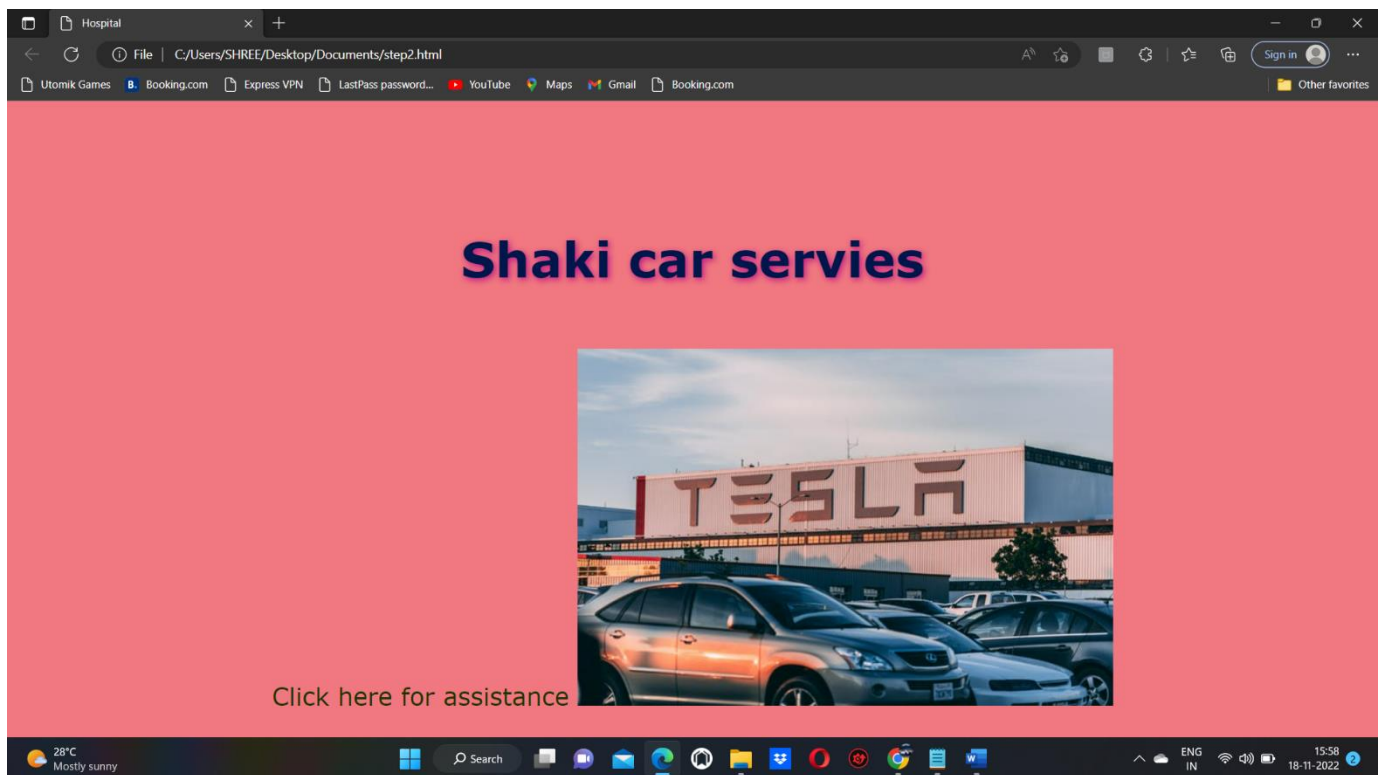 Hospital
File | C:/Users/SHREE/Desktop/Documents/step2.html
Sign in
Utomik Games Booking.com Express VPN LastPass password... YouTube Maps Gmail Booking.com Other favorites
Shaki car servies
TESLA
Click here for assistance
28°C
Mostly sunny
Search
ENG
IN
15:58
18-11-2022
2